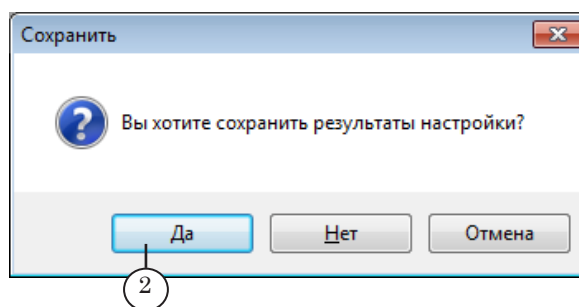 Сохранить
Вы хотите сохранить результаты настройки?
Да Нет Отмена
2